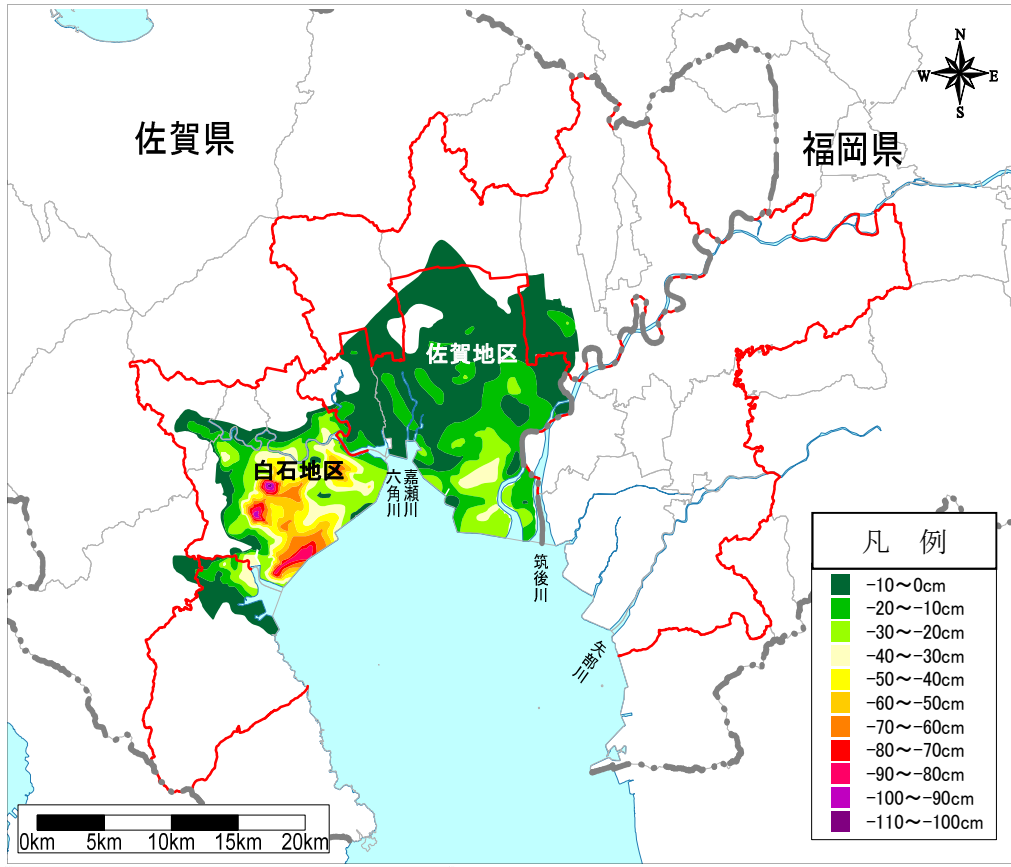 N
W
E
S
佐賀県
福岡県
佐賀地区
白石地区
六角川
嘉瀬川
筑後川
矢部川
凡 例
-10～0cm
-20～-10cm
-30～-20cm
-40～-30cm
-50～-40cm
-60～-50cm
-70～-60cm
-80～-70cm
-90～-80cm
-100～-90cm
-110～-100cm
0km 5km 10km 15km 20km